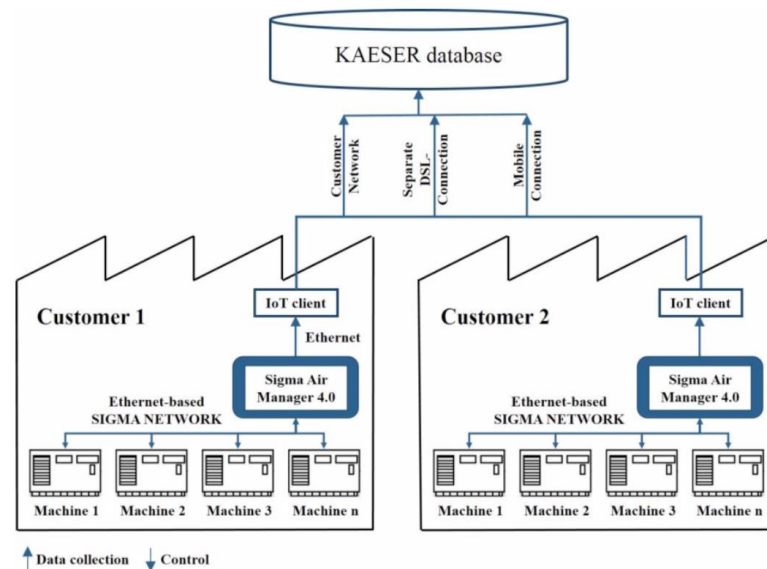 KAESER database
Customer
Network
Separate
DSL-
Connection
Mobile
Connection
Customer 1
IoT client
Ethernet
Sigma Air
Manager 4.0
Ethernet-based
SIGMA NETWORK
Machine 1
Machine 2
Machine 3
Machine n
Customer 2
IoT client
Sigma Air
Manager 4.0
Ethernet-based
SIGMA NETWORK
Machine 1
Machine 2
Machine 3
Machine n
Data collection
Control